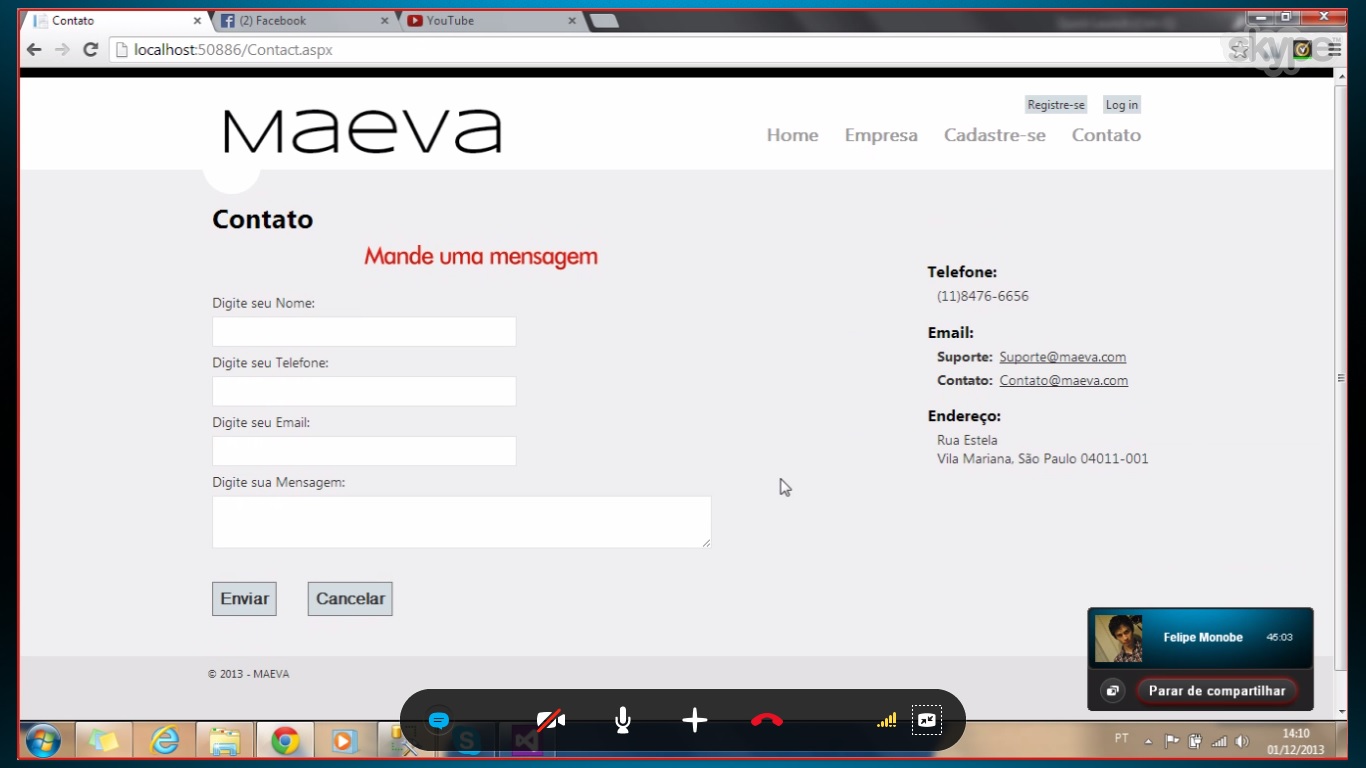 Contato
(2) Facebook
YouTube
localhost:50886/Contact.aspx
skype™
Maeva
Registre-se
Log in
Home
Empresa
Cadastre-se
Contato
Contato
Mande uma mensagem
Digite seu Nome:
Digite seu Telefone:
Digite seu Email:
Digite sua Mensagem:
Enviar
Cancelar
Telefone:
(11)8476-6656
Email:
Suporte: Suporte@maeva.com
Contato: Contato@maeva.com
Endereço:
Rua Estela
Vila Mariana, São Paulo 04011-001
© 2013 - MAEVA
Felipe Monobe
45:03
Parar de compartilhar
PT
14:10
01/12/2013